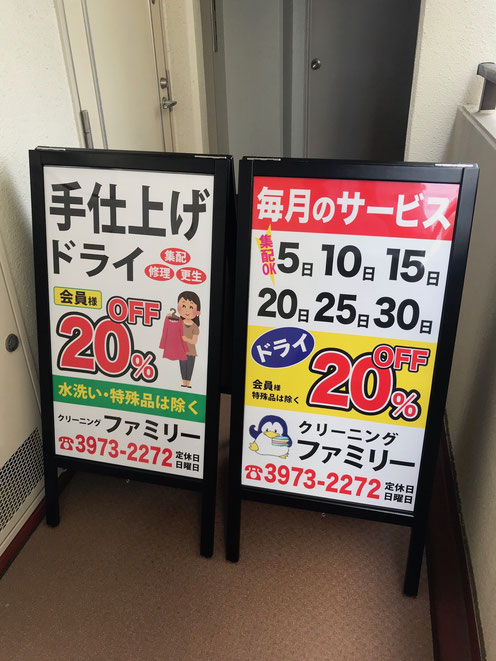 手仕上げ
ドライ
集配
修理
更生
会員様
20%OFF
水洗い・特殊品は除く
クリーニング
ファミリー
☎3973-2272
定休日
日曜日
毎月のサービス
集配OK
5日 10日 15日
20日 25日 30日
ドライ
会員様
特殊品は除く
20%OFF
クリーニング
ファミリー
☎3973-2272
定休日
日曜日